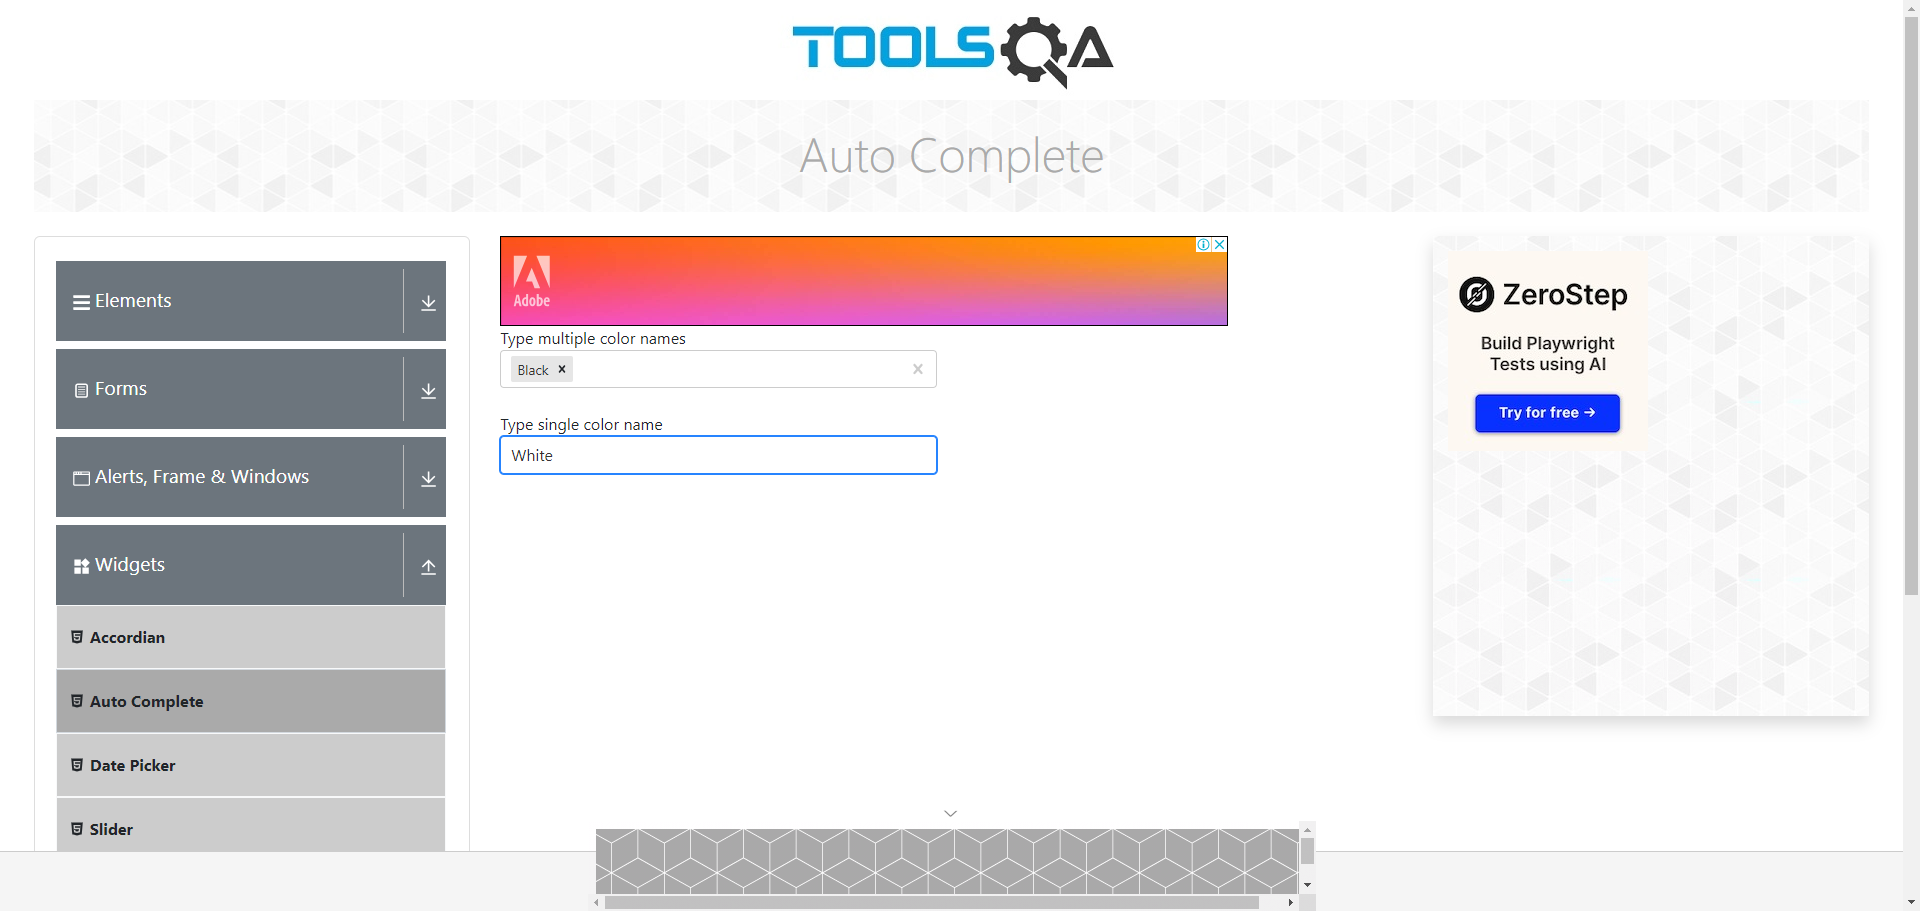 TOOLSQA
Auto Complete
Elements
Forms
Alerts, Frame & Windows
Widgets
Accordian
Auto Complete
Date Picker
Slider
Adobe
Type multiple color names
Black
Type single color name
White
ZeroStep
Build Playwright
Tests using AI
Try for free →